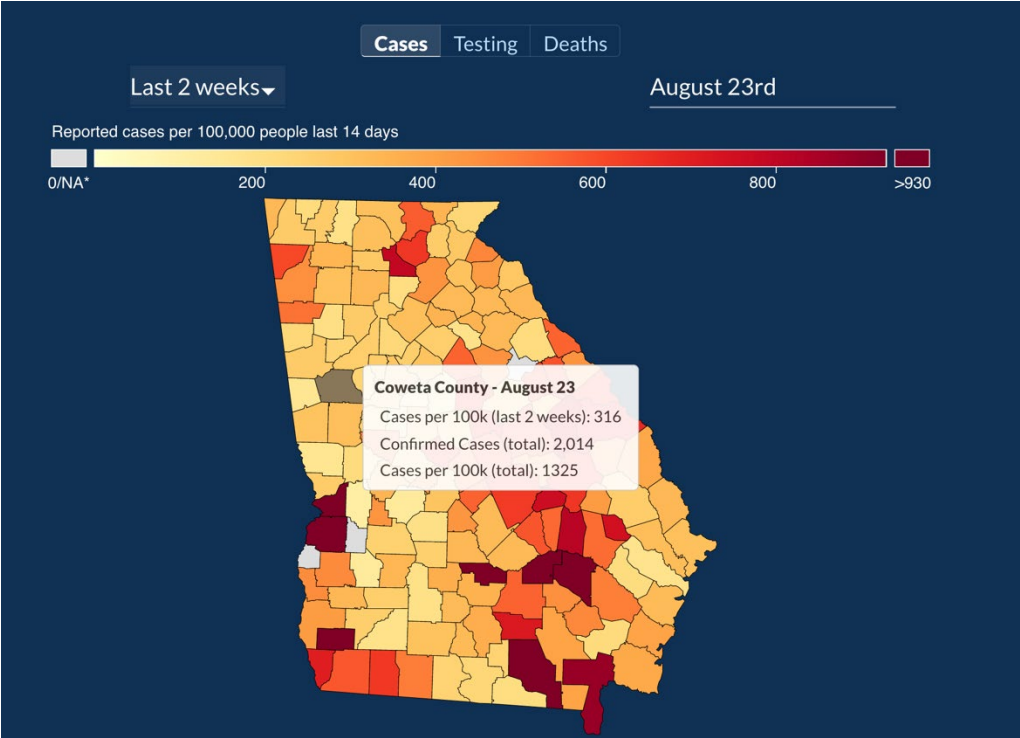 Cases Testing Deaths
Last 2 weeks August 23rd
Reported cases per 100,000 people last 14 days
0/NA* 200 400 600 800 >930
Coweta County - August 23
Cases per 100k (last 2 weeks): 316
Confirmed Cases (total): 2,014
Cases per 100k (total): 1325